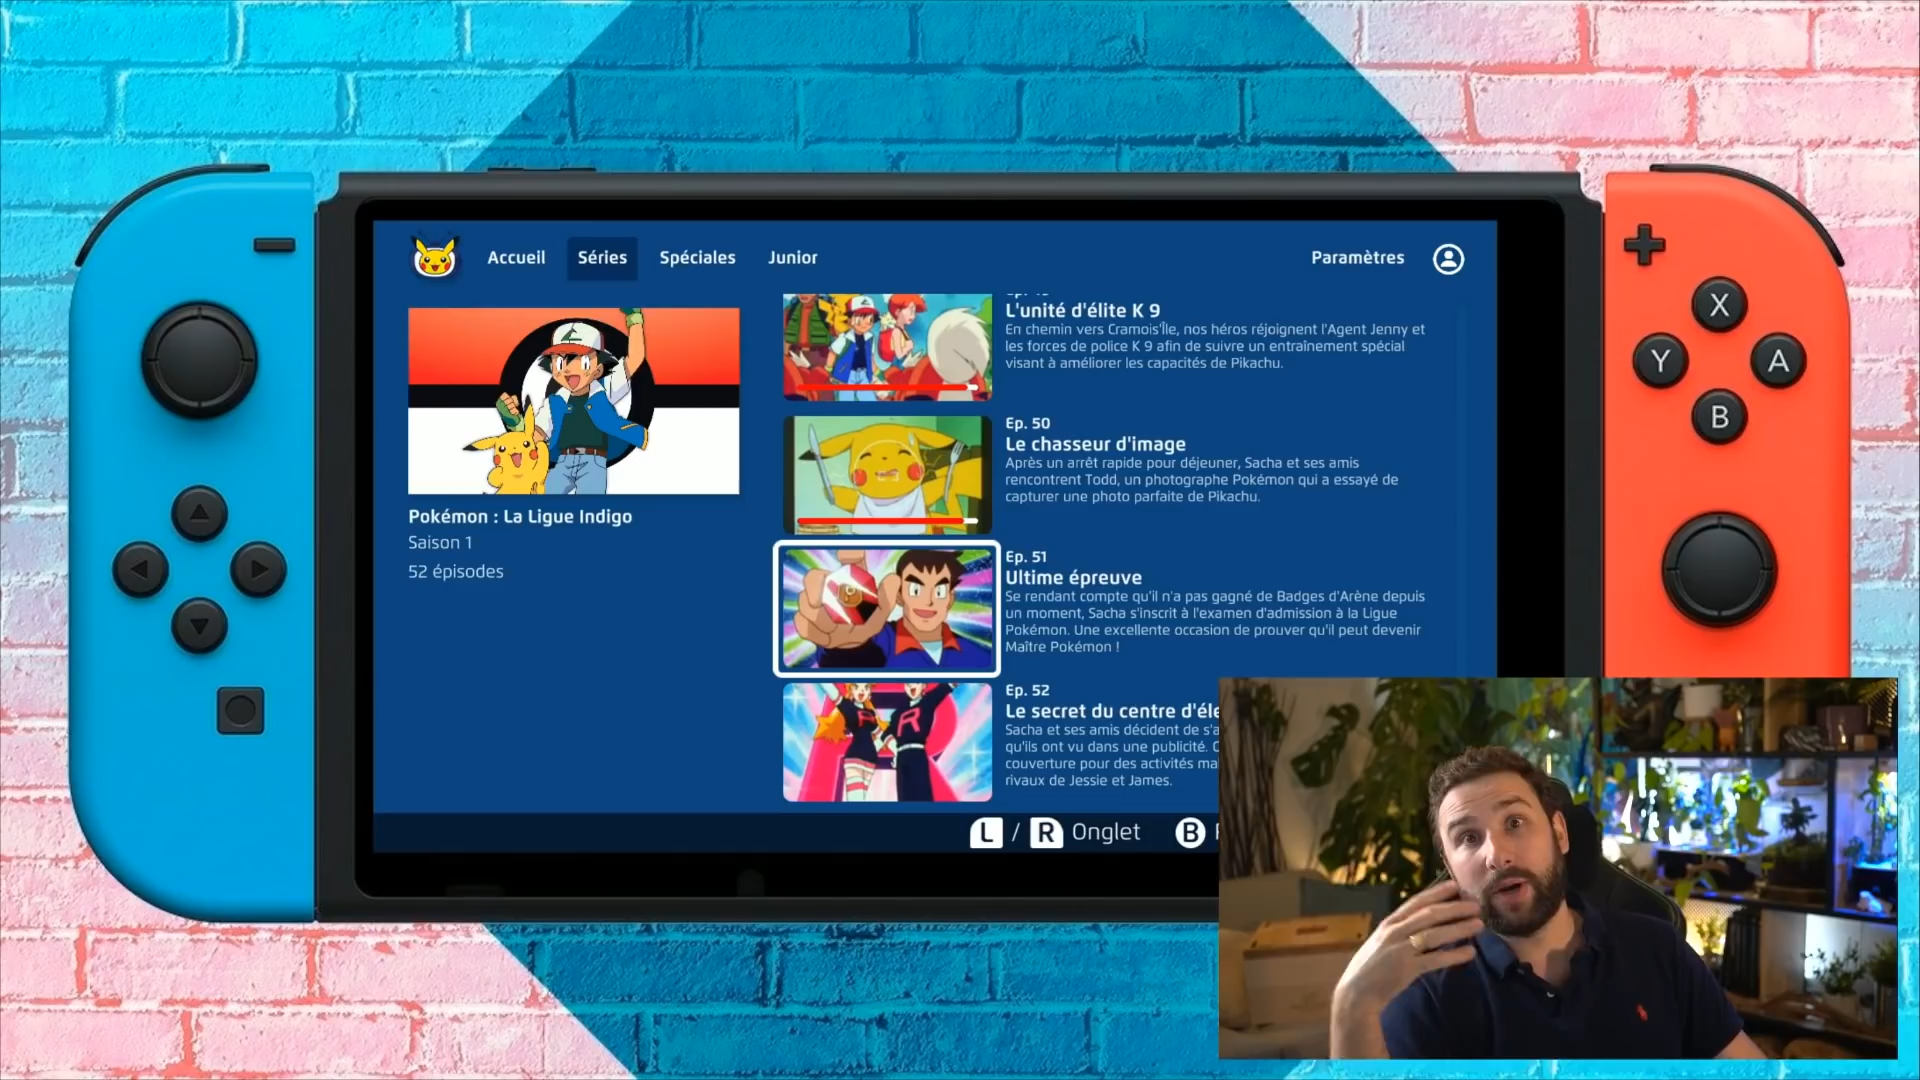 Accueil Séries Spéciales Junior Paramètres
Pokémon : La Ligue Indigo
Saison 1
52 épisodes
L'unité d'élite K 9
En chemin vers Cramois'Île, nos héros réjoignent l'Agent Jenny et
les forces de police K 9 afin de suivre un entraînement spécial
visant à améliorer les capacités de Pikachu.
Ep. 50
Le chasseur d'image
Après un arrêt rapide pour déjeuner, Sacha et ses amis
rencontrent Todd, un photographe Pokémon qui a essayé de
capturer une photo parfaite de Pikachu.
Ep. 51
Ultime épreuve
Se rendant compte qu'il n'a pas gagné de Badges d'Arène depuis
un moment, Sacha s'inscrit à l'examen d'admission à la Ligue
Pokémon. Une excellente occasion de prouver qu'il peut devenir
Maître Pokémon !
Ep. 52
Le secret du centre
Sacha et ses amis décident de
qu'ils ont vu dans une publicité.
couverture pour des activités
rivaux de Jessie et James.
L / R Onglet B
X
Y
A
B
R R